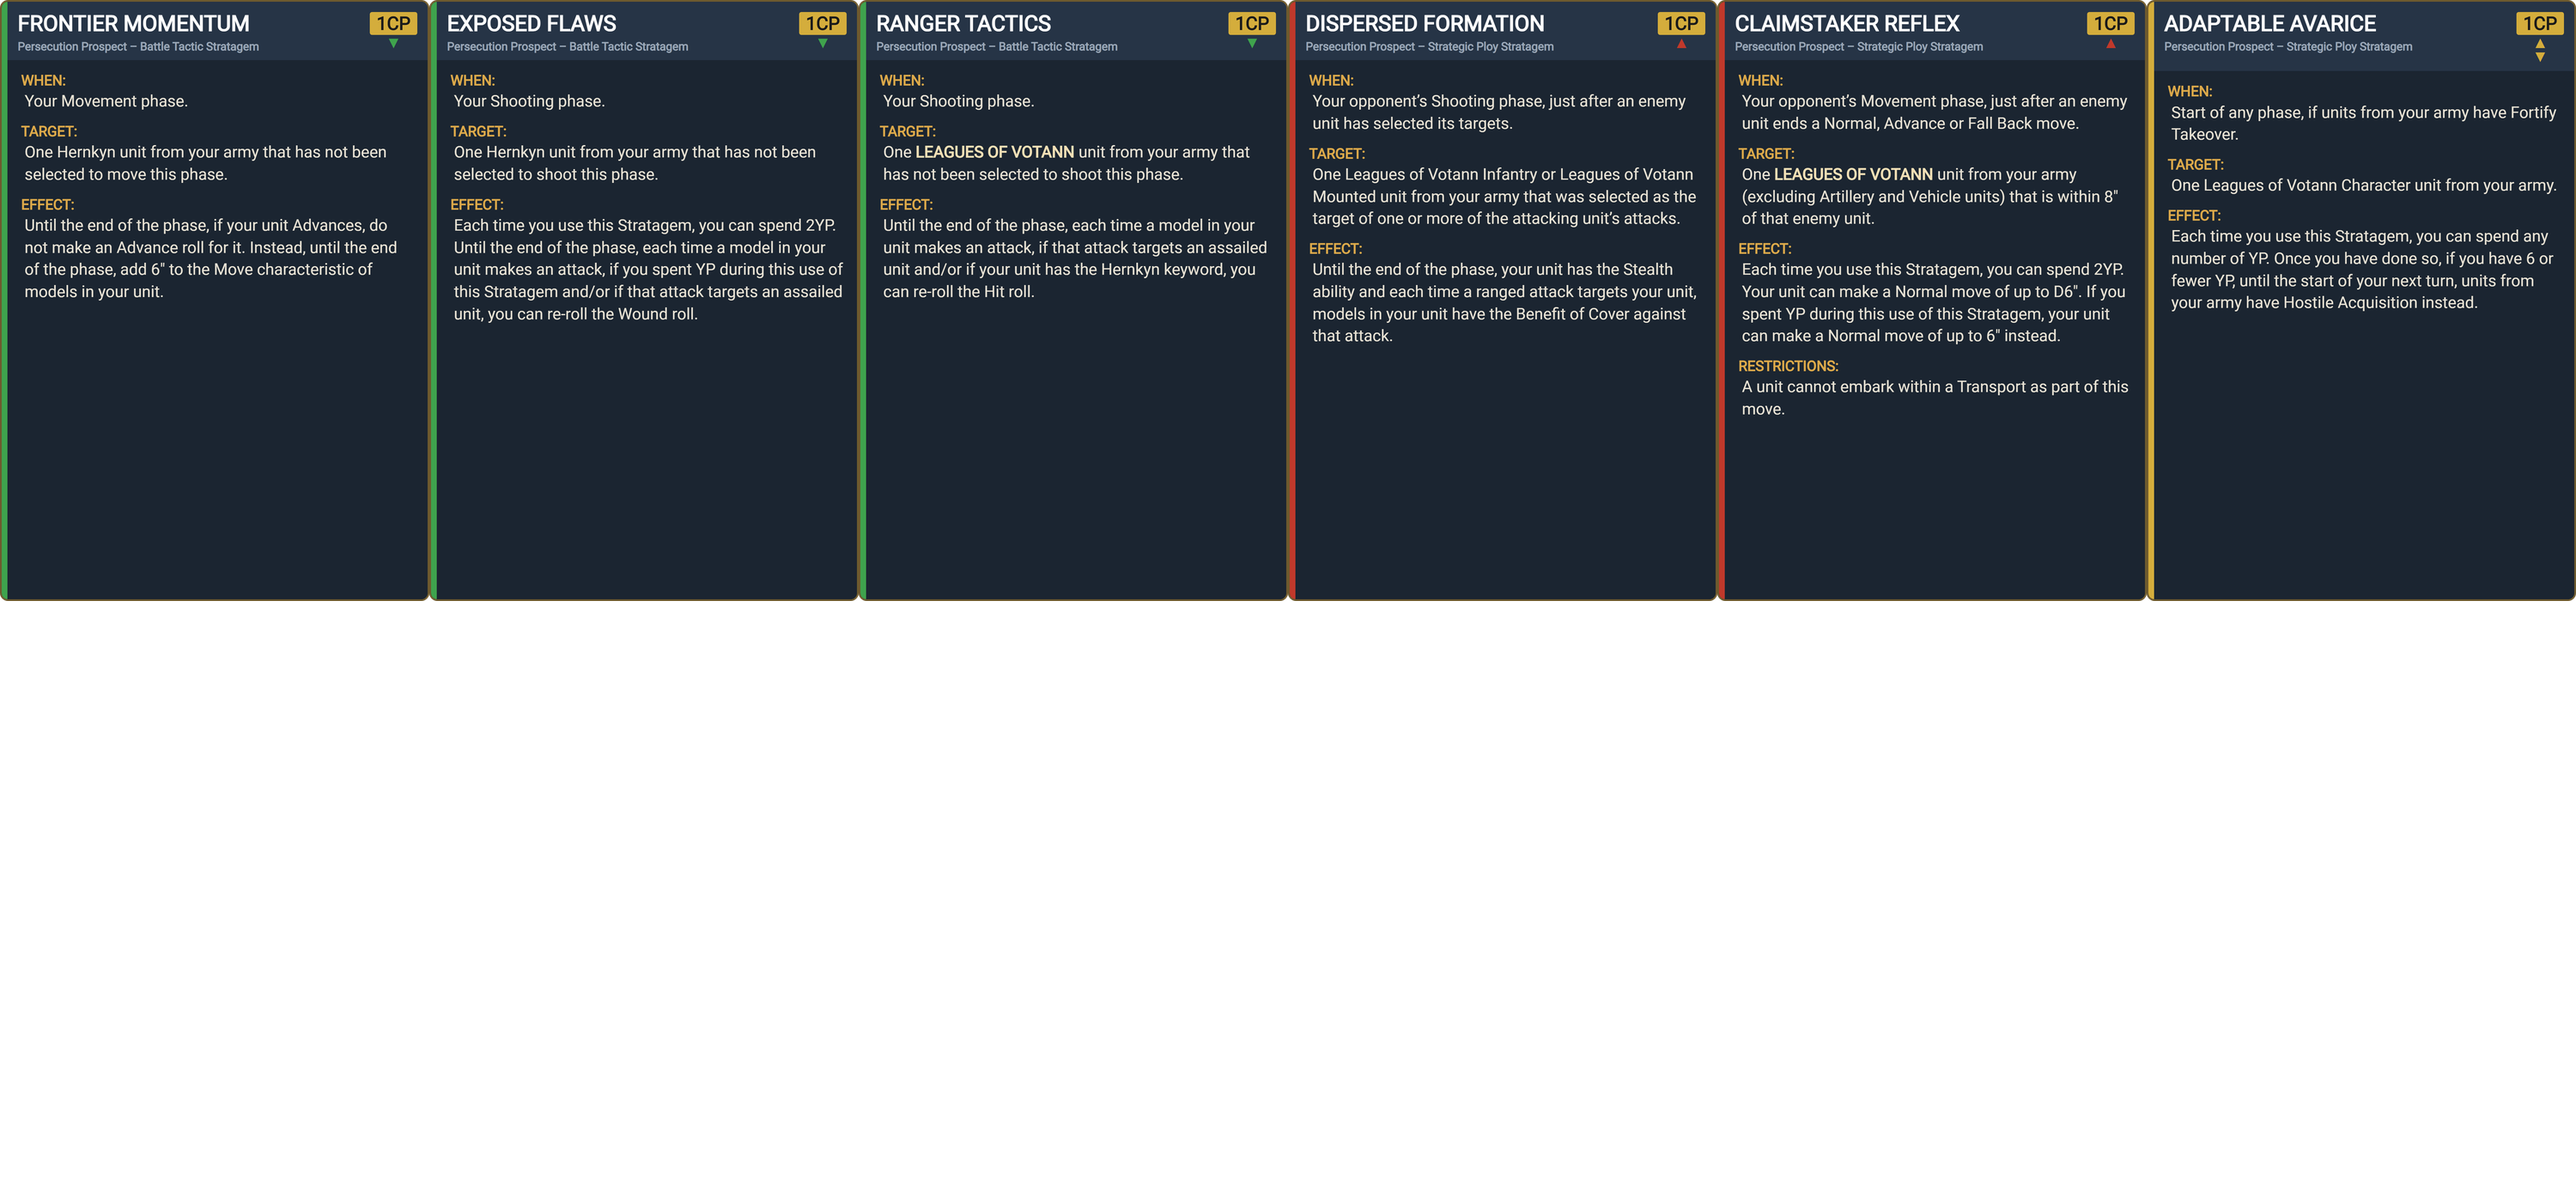 FRONTIER MOMENTUM
1CP
Persecution Prospect – Battle Tactic Stratagem
▼
WHEN:
Your Movement phase.
TARGET:
One Hernkyn unit from your army that has not been
selected to move this phase.
EFFECT:
Until the end of the phase, if your unit Advances, do
not make an Advance roll for it. Instead, until the end
of the phase, add 6" to the Move characteristic of
models in your unit.
EXPOSED FLAWS
1CP
Persecution Prospect – Battle Tactic Stratagem
▼
WHEN:
Your Shooting phase.
TARGET:
One Hernkyn unit from your army that has not been
selected to shoot this phase.
EFFECT:
Each time you use this Stratagem, you can spend 2YP.
Until the end of the phase, each time a model in your
unit makes an attack, if you spent YP during this use of
this Stratagem and/or if that attack targets an assailed
unit, you can re-roll the Wound roll.
RANGER TACTICS
1CP
Persecution Prospect – Battle Tactic Stratagem
▼
WHEN:
Your Shooting phase.
TARGET:
One LEAGUES OF VOTANN unit from your army that
has not been selected to shoot this phase.
EFFECT:
Until the end of the phase, each time a model in your
unit makes an attack, if that attack targets an assailed
unit and/or if your unit has the Hernkyn keyword, you
can re-roll the Hit roll.
DISPERSED FORMATION
1CP
Persecution Prospect – Strategic Ploy Stratagem
▲
WHEN:
Your opponent’s Shooting phase, just after an enemy
unit has selected its targets.
TARGET:
One Leagues of Votann Infantry or Leagues of Votann
Mounted unit from your army that was selected as the
target of one or more of the attacking unit’s attacks.
EFFECT:
Until the end of the phase, your unit has the Stealth
ability and each time a ranged attack targets your unit,
models in your unit have the Benefit of Cover against
that attack.
CLAIMSTAKER REFLEX
1CP
Persecution Prospect – Strategic Ploy Stratagem
▲
WHEN:
Your opponent’s Movement phase, just after an enemy
unit ends a Normal, Advance or Fall Back move.
TARGET:
One LEAGUES OF VOTANN unit from your army
(excluding Artillery and Vehicle units) that is within 8"
of that enemy unit.
EFFECT:
Each time you use this Stratagem, you can spend 2YP.
Your unit can make a Normal move of up to D6". If you
spent YP during this use of this Stratagem, your unit
can make a Normal move of up to 6" instead.
RESTRICTIONS:
A unit cannot embark within a Transport as part of this
move.
ADAPTABLE AVARICE
1CP
Persecution Prospect – Strategic Ploy Stratagem
▲
▼
WHEN:
Start of any phase, if units from your army have Fortify
Takeover.
TARGET:
One Leagues of Votann Character unit from your army.
EFFECT:
Each time you use this Stratagem, you can spend any
number of YP. Once you have done so, if you have 6 or
fewer YP, until the start of your next turn, units from
your army have Hostile Acquisition instead.